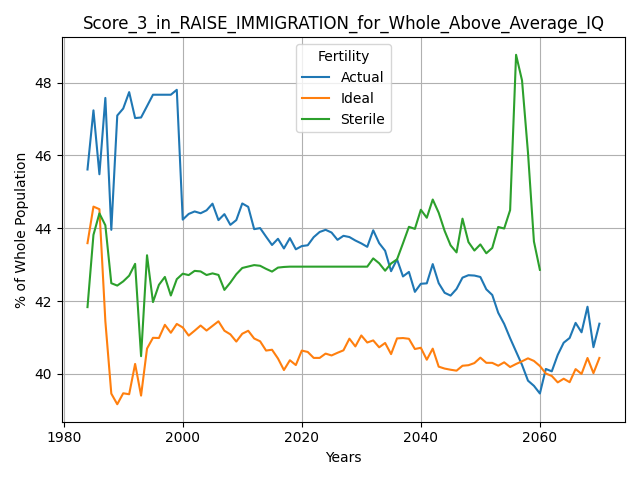 Score_3_in_RAISE_IMMIGRATION_for_Whole_Above_Average_IQ
Fertility
Actual
Ideal
Sterile
% of Whole Population
48
46
44
42
40
1980
2000
2020
2040
2060
Years